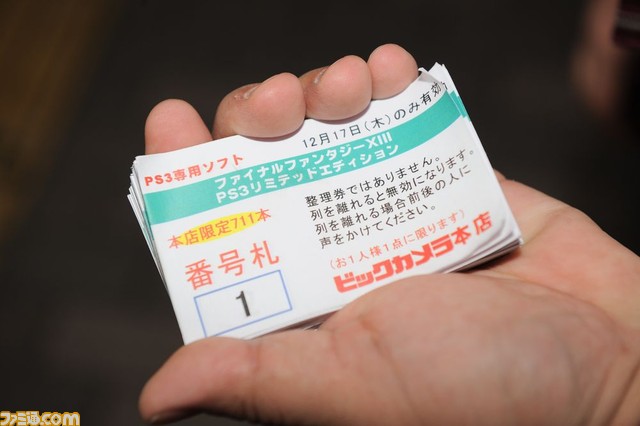 12月17日(木)のみ有効
PS3専用ソフト
ファイナルファンタジーXIII
PS3リミテッドエディション
本店限定711本
番号札
1
整理券ではありません。
列を離れると無効になります。
列を離れる場合前後の人に
声をかけてください。
(お1人様1点に限ります)
ビックカメラ本店
ファミ通.com